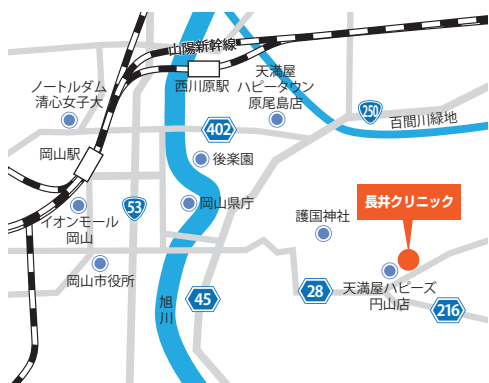 山陽新幹線
西川原駅
ノートルダム
清心女子大
天満屋
ハピータウン
原尾島店
250
百間川緑地
402
岡山駅
後楽園
53
岡山県庁
長井クリニック
イオンモール
岡山
護国神社
岡山市役所
旭川
45
28
天満屋ハピーズ
円山店
216